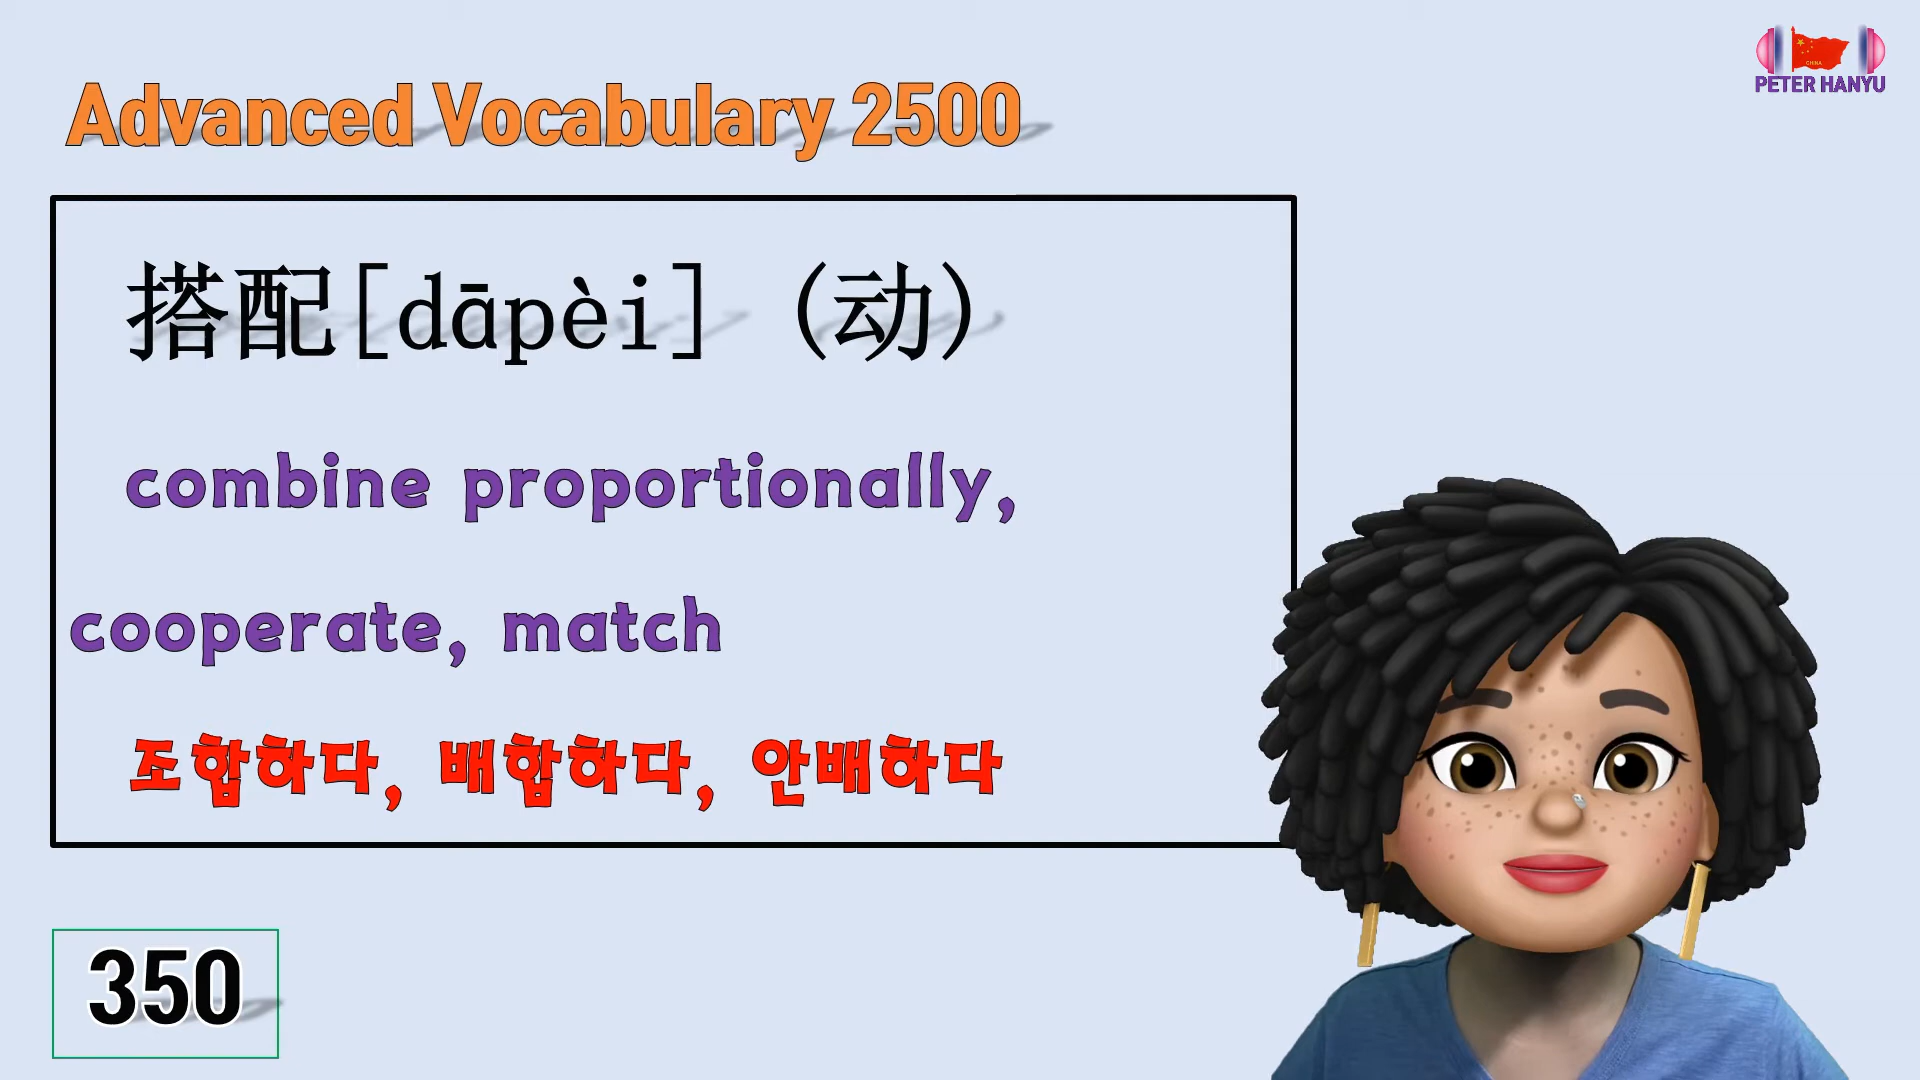 PETER HANYU
CHINA
Advanced Vocabulary 2500
搭配[dāpèi] (动)
combine proportionally,
cooperate, match
조합하다, 배합하다, 안배하다
350